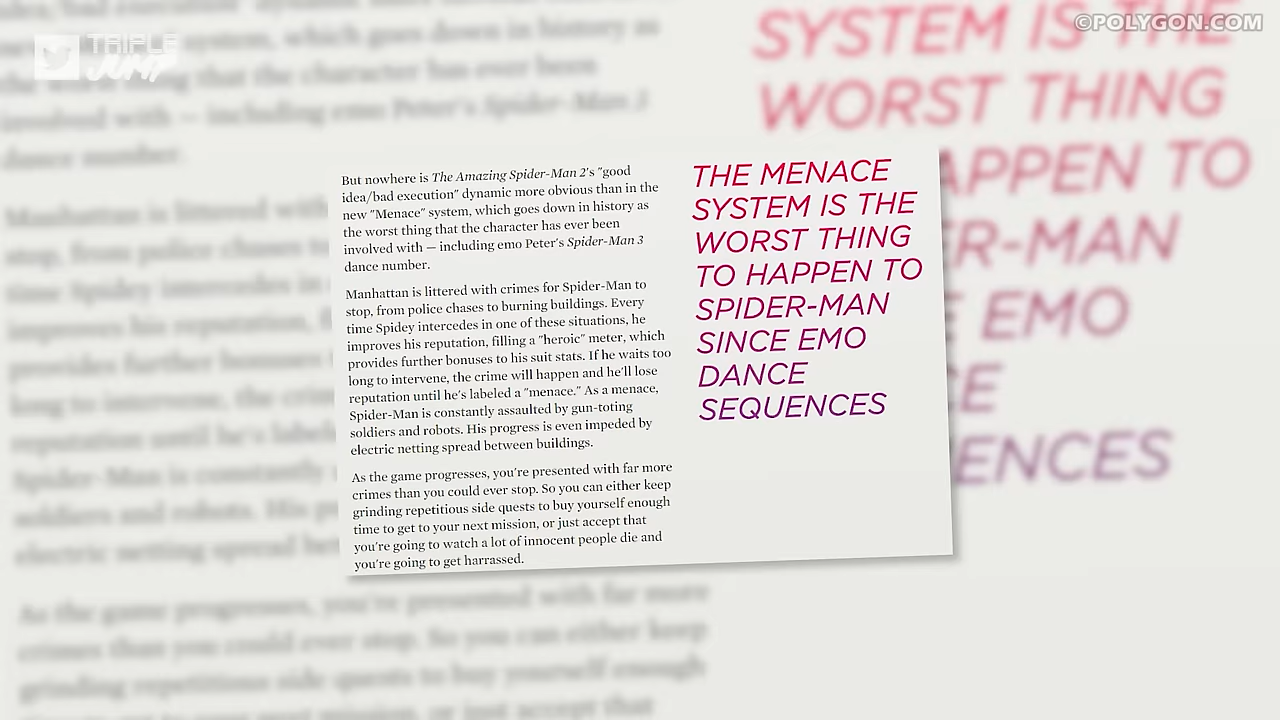 ©POLYGON.COM
TRIPLE
JUMP
But nowhere is The Amazing Spider-Man 2's "good
idea/bad execution" dynamic more obvious than in the
new "Menace" system, which goes down in history as
the worst thing that the character has ever been
involved with — including emo Peter's Spider-Man 3
dance number.
Manhattan is littered with crimes for Spider-Man to
stop, from police chases to burning buildings. Every
time Spidey intercedes in one of these situations, he
improves his reputation, filling a "heroic" meter, which
provides further bonuses to his suit stats. If he waits too
long to intervene, the crime will happen and he'll lose
reputation until he's labeled a "menace." As a menace,
Spider-Man is constantly assaulted by gun-toting
soldiers and robots. His progress is even impeded by
electric netting spread between buildings.
As the game progresses, you're presented with far more
crimes than you could ever stop. So you can either keep
grinding repetitious side quests to buy yourself enough
time to get to your next mission, or just accept that
you're going to watch a lot of innocent people die and
you're going to get harrassed.
THE MENACE
SYSTEM IS THE
WORST THING
TO HAPPEN TO
SPIDER-MAN
SINCE EMO
DANCE
SEQUENCES